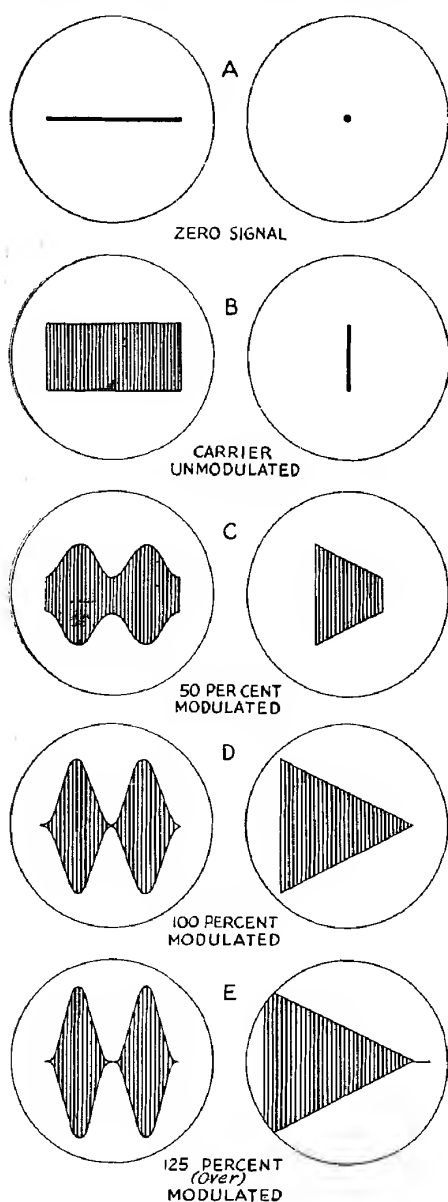 A
ZERO SIGNAL
B
CARRIER
UNMODULATED
C
50 PER CENT
MODULATED
D
100 PERCENT
MODULATED
E
125 PERCENT
(Over)
MODULATED